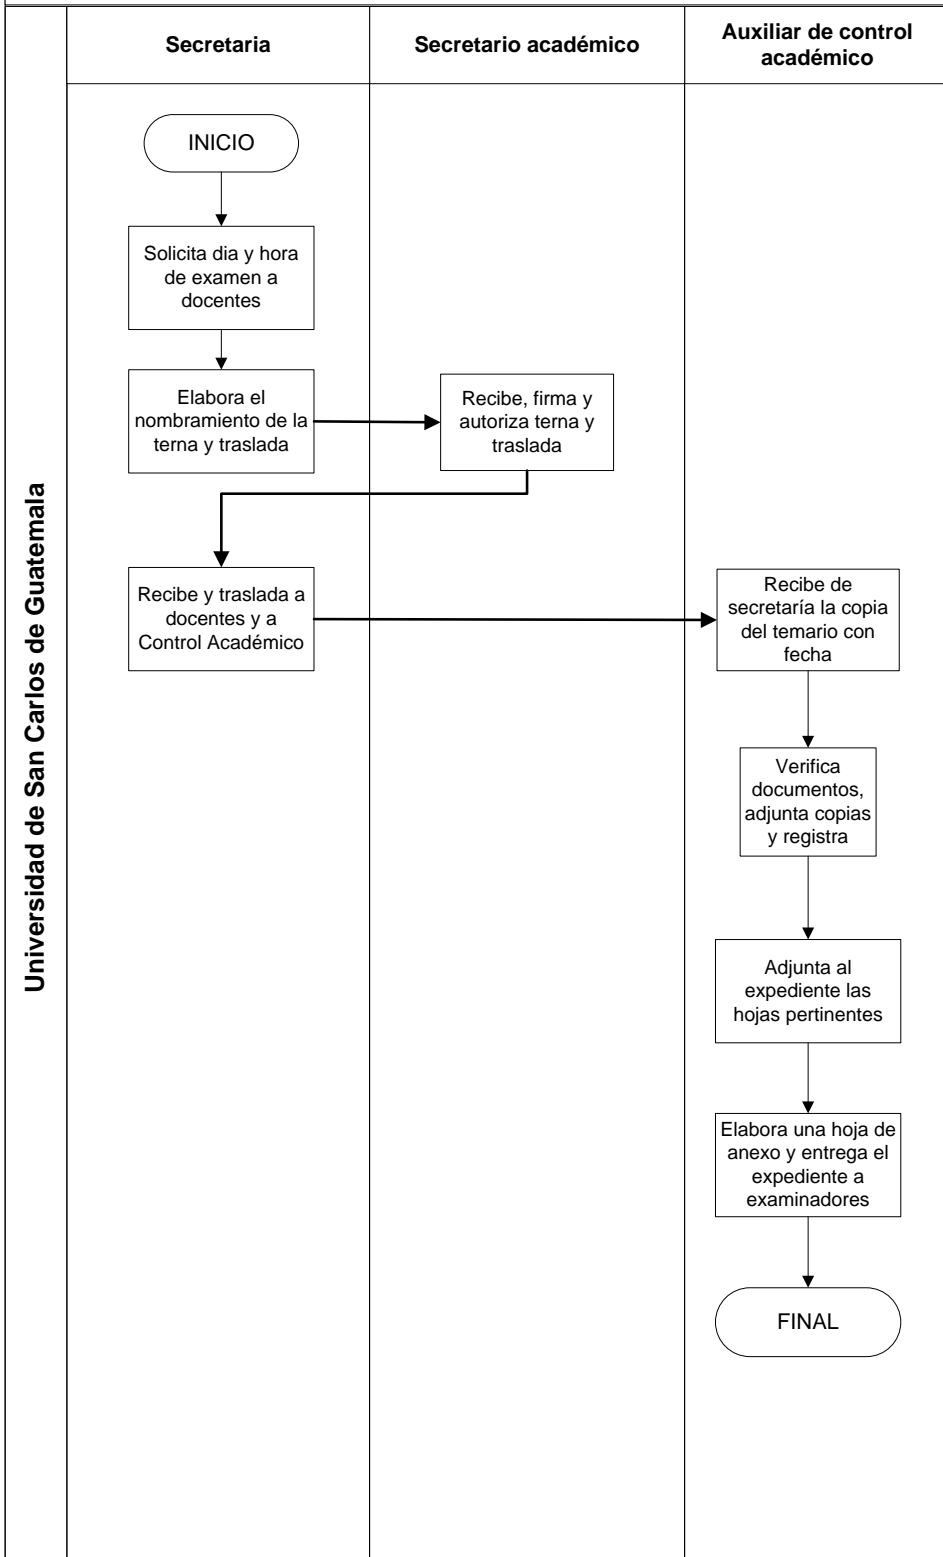 Secretaria
Secretario académico
Auxiliar de control
académico
Universidad de San Carlos de Guatemala
INICIO
Solicita dia y hora
de examen a
docentes
Elabora el
nombramiento de la
terna y traslada
Recibe, firma y
autoriza terna y
traslada
Recibe y traslada a
docentes y a
Control Académico
Recibe de
secretaría la copia
del temario con
fecha
Verifica
documentos,
adjunta copias
y registra
Adjunta al
expediente las
hojas pertinentes
Elabora una hoja de
anexo y entrega el
expediente a
examinadores
FINAL